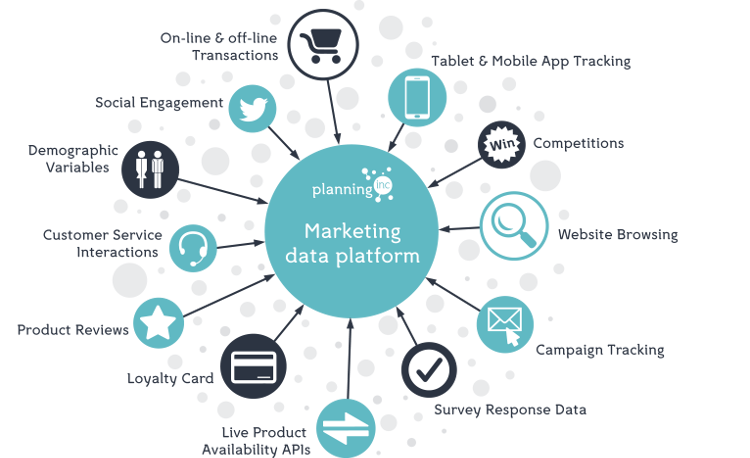 On-line & off-line
Transactions
Tablet & Mobile App Tracking
Social Engagement
Win
Competitions
Demographic
Variables
planning inc
Marketing
data platform
Customer Service
Interactions
Website Browsing
Product Reviews
Campaign Tracking
Loyalty Card
Survey Response Data
Live Product
Availability APIs